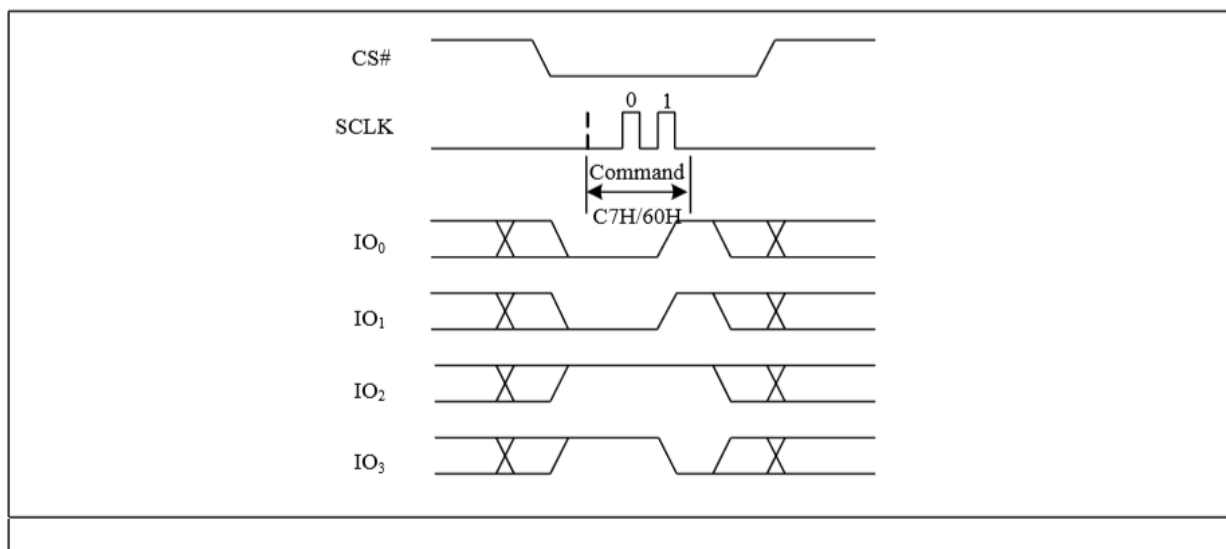 CS#
0 1
SCLK
Command
C7H/60H
IO₀
IO₁
IO₂
IO₃